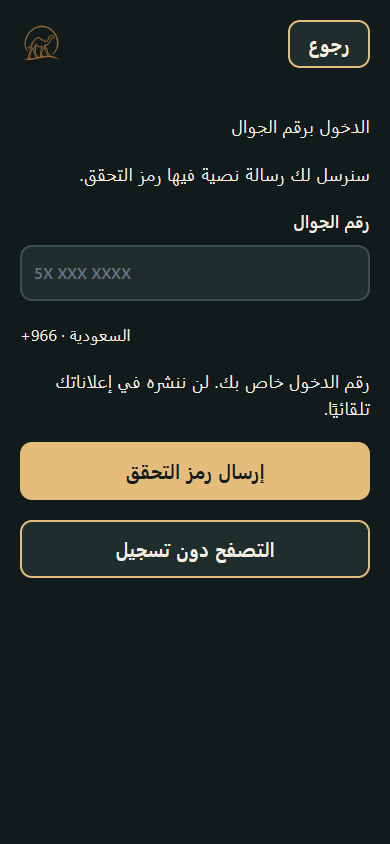 رجوع
الدخول برقم الجوال
سنرسل لك رسالة نصية فيها رمز التحقق.
رقم الجوال
5X XXX XXXX
السعودية · 966+
رقم الدخول خاص بك. لن ننشره في إعلاناتك
تلقائيًا.
إرسال رمز التحقق
التصفح دون تسجيل